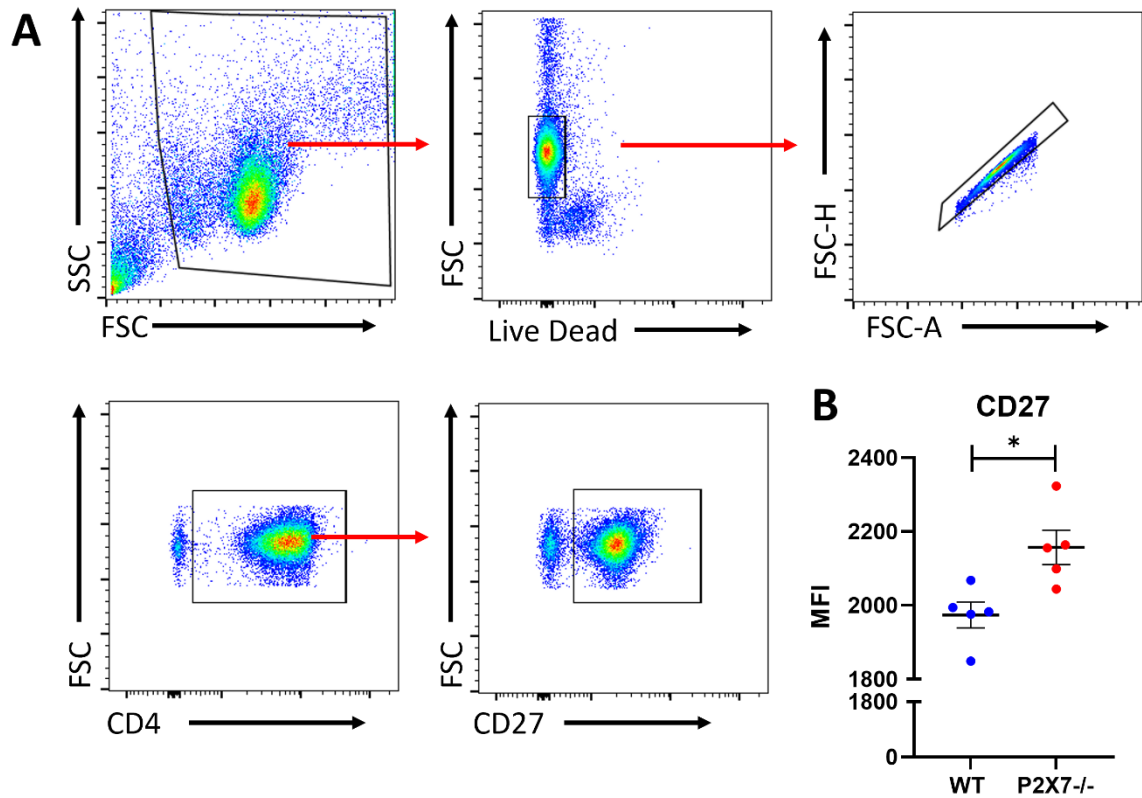 A
SSC
FSC
FSC
Live Dead
FSC-H
FSC-A
FSC
CD4
FSC
CD27
B
CD27
*
MFI
2400
2200
2000
1800
1800
0
WT
P2X7-/-